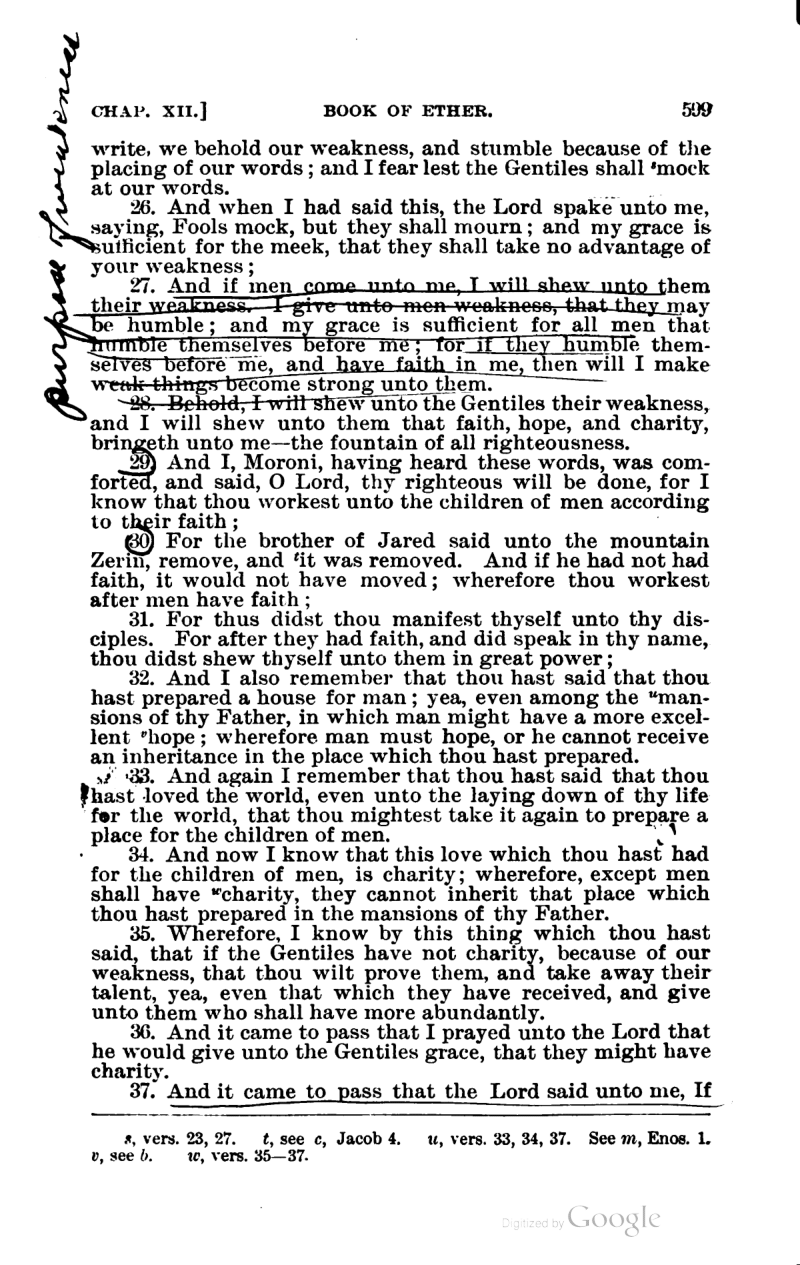 purpose of weakness
CHAP. XII.] BOOK OF ETHER. 599
write, we behold our weakness, and stumble because of the
placing of our words; and I fear lest the Gentiles shall ˢmock
at our words.
26. And when I had said this, the Lord spake unto me,
saying, Fools mock, but they shall mourn; and my grace is
sufficient for the meek, that they shall take no advantage of
your weakness;
27. And if men come unto me, I will shew unto them
their weakness. I give unto men weakness, that they may
be humble; and my grace is sufficient for all men that
humble themselves before me; for if they humble them-
selves before me, and have faith in me, then will I make
weak things become strong unto them.
28. Behold, I will shew unto the Gentiles their weakness,
and I will shew unto them that faith, hope, and charity,
bringeth unto me—the fountain of all righteousness.
29. And I, Moroni, having heard these words, was com-
forted, and said, O Lord, thy righteous will be done, for I
know that thou workest unto the children of men according
to their faith;
30. For the brother of Jared said unto the mountain
Zerin, remove, and ᵗit was removed. And if he had not had
faith, it would not have moved; wherefore thou workest
after men have faith;
31. For thus didst thou manifest thyself unto thy dis-
ciples. For after they had faith, and did speak in thy name,
thou didst shew thyself unto them in great power;
32. And I also remember that thou hast said that thou
hast prepared a house for man; yea, even among the ᵘman-
sions of thy Father, in which man might have a more excel-
lent ᵛhope; wherefore man must hope, or he cannot receive
an inheritance in the place which thou hast prepared.
33. And again I remember that thou hast said that thou
hast loved the world, even unto the laying down of thy life
for the world, that thou mightest take it again to prepare a
place for the children of men.
34. And now I know that this love which thou hast had
for the children of men, is charity; wherefore, except men
shall have ʷcharity, they cannot inherit that place which
thou hast prepared in the mansions of thy Father.
35. Wherefore, I know by this thing which thou hast
said, that if the Gentiles have not charity, because of our
weakness, that thou wilt prove them, and take away their
talent, yea, even that which they have received, and give
unto them who shall have more abundantly.
36. And it came to pass that I prayed unto the Lord that
he would give unto the Gentiles grace, that they might have
charity.
37. And it came to pass that the Lord said unto me, If
s, vers. 23, 27. t, see c, Jacob 4. u, vers. 33, 34, 37. See m, Enos. 1.
v, see b. w, vers. 35—37.
Digitized by Google